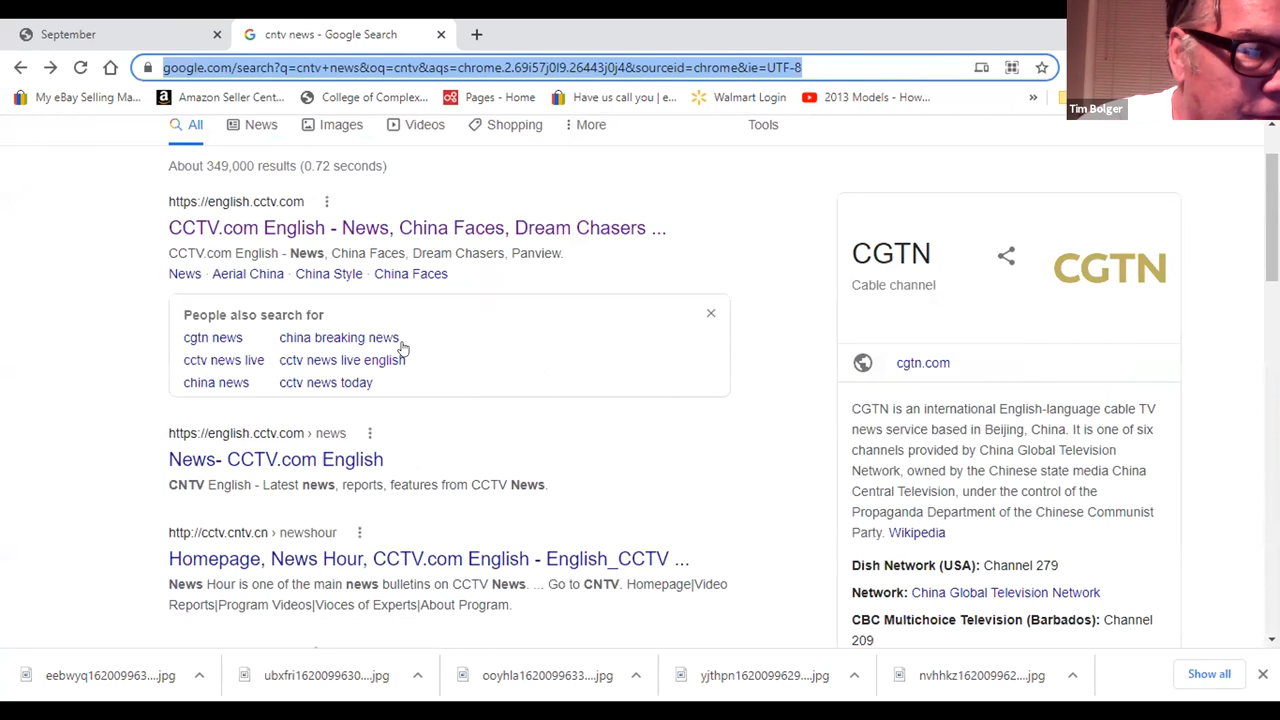 September
cntv news - Google Search
google.com/search?q=cntv+news&oq=cntv&aqs=chrome.2.69i57j0l9.26443j0j4&sourceid=chrome&ie=UTF-8
My eBay Selling Ma... Amazon Seller Cent... College of Complex... Pages - Home Have us call you | e... Walmart Login 2013 Models - How... »
Tim Bolger
All News Images Videos Shopping More Tools
About 349,000 results (0.72 seconds)
https://english.cctv.com
CCTV.com English - News, China Faces, Dream Chasers ...
CCTV.com English - News, China Faces, Dream Chasers, Panview.
News · Aerial China · China Style · China Faces
People also search for
cgtn news china breaking news
cctv news live cctv news live english
china news cctv news today
https://english.cctv.com › news
News- CCTV.com English
CNTV English - Latest news, reports, features from CCTV News.
http://cctv.cntv.cn › newshour
Homepage, News Hour, CCTV.com English - English_CCTV ...
News Hour is one of the main news bulletins on CCTV News. ... Go to CNTV. Homepage|Video
Reports|Program Videos|Vioces of Experts|About Program.
CGTN
Cable channel
CGTN
cgtn.com
CGTN is an international English-language cable TV
news service based in Beijing, China. It is one of six
channels provided by China Global Television
Network, owned by the Chinese state media China
Central Television, under the control of the
Propaganda Department of the Chinese Communist
Party. Wikipedia
Dish Network (USA): Channel 279
Network: China Global Television Network
CBC Multichoice Television (Barbados): Channel
209
eebwyq1620099963....jpg ubxfri1620099630....jpg ooyhla1620099633....jpg yjthpn1620099629....jpg nvhhkz162009962....jpg Show all